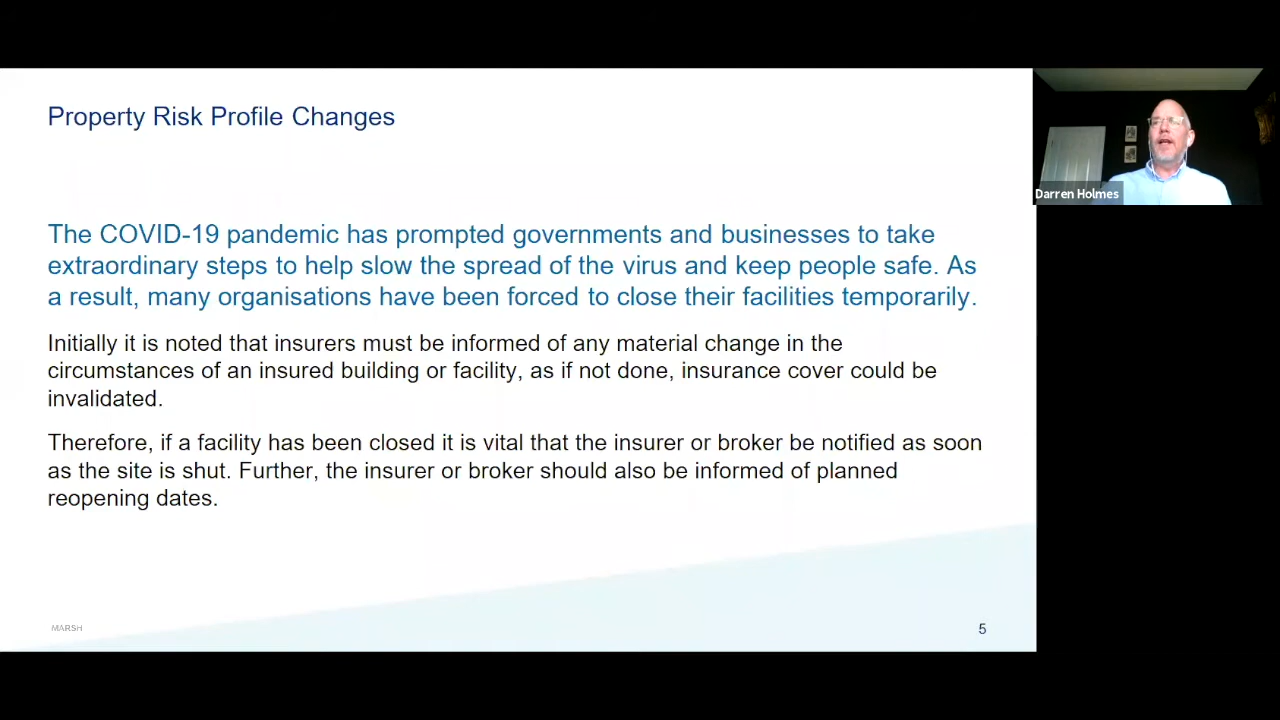 Property Risk Profile Changes
The COVID-19 pandemic has prompted governments and businesses to take
extraordinary steps to help slow the spread of the virus and keep people safe. As
a result, many organisations have been forced to close their facilities temporarily.
Initially it is noted that insurers must be informed of any material change in the
circumstances of an insured building or facility, as if not done, insurance cover could be
invalidated.
Therefore, if a facility has been closed it is vital that the insurer or broker be notified as soon
as the site is shut. Further, the insurer or broker should also be informed of planned
reopening dates.
MARSH
5
Darren Holmes